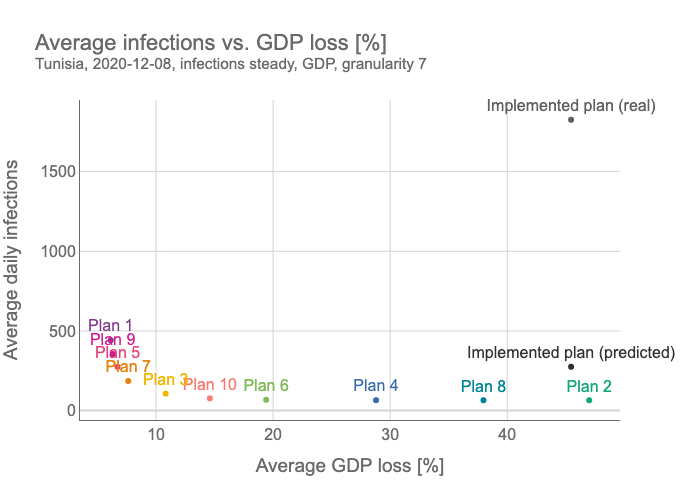 Average infections vs. GDP loss [%]
Tunisia, 2020-12-08, infections steady, GDP, granularity 7
Implemented plan (real)
1500
1000
500
0
Average daily infections
Plan 1
Plan 9
Plan 5
Plan 7
Plan 3
Plan 10
Plan 6
Plan 4
Plan 8
Plan 2
Implemented plan (predicted)
10
20
30
40
Average GDP loss [%]